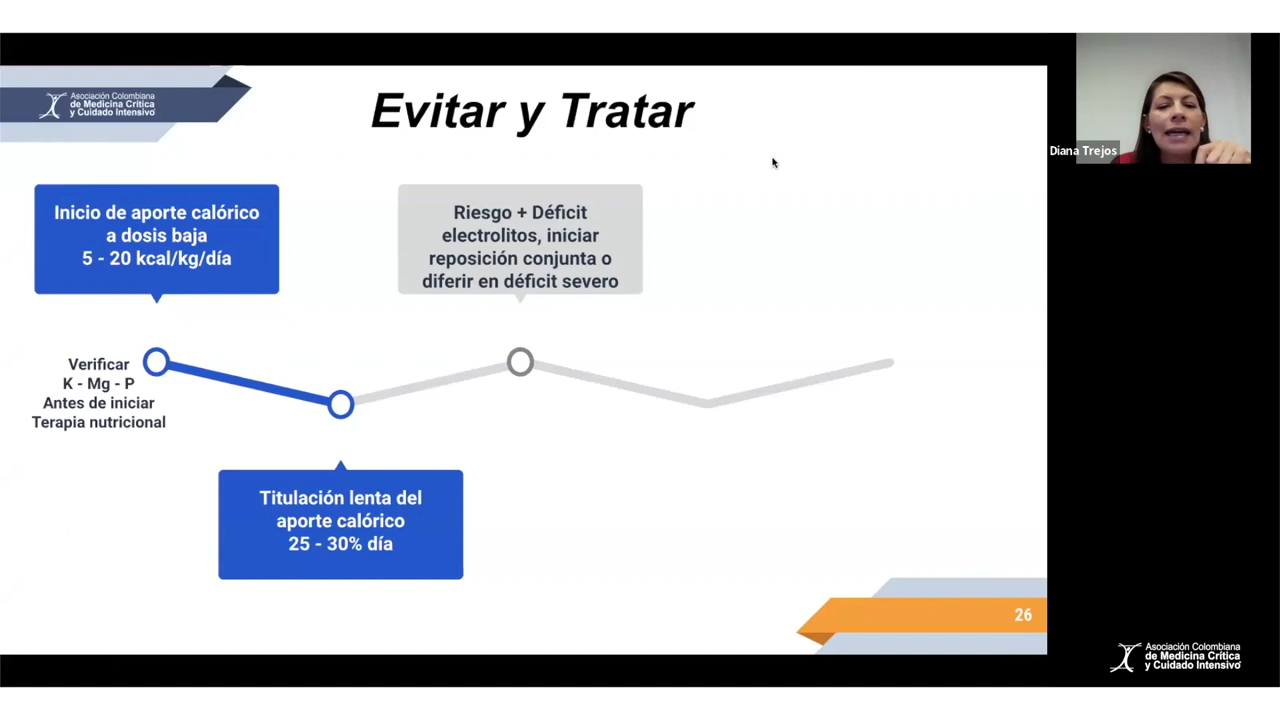 Asociación Colombiana
de Medicina Crítica
y Cuidado Intensivo
Evitar y Tratar
Diana Trejos
Inicio de aporte calórico
a dosis baja
5 - 20 kcal/kg/día
Riesgo + Déficit
electrolitos, iniciar
reposición conjunta o
diferir en déficit severo
Verificar
K - Mg - P
Antes de iniciar
Terapia nutricional
Titulación lenta del
aporte calórico
25 - 30% día
26
Asociación Colombiana
de Medicina Crítica
y Cuidado Intensivo